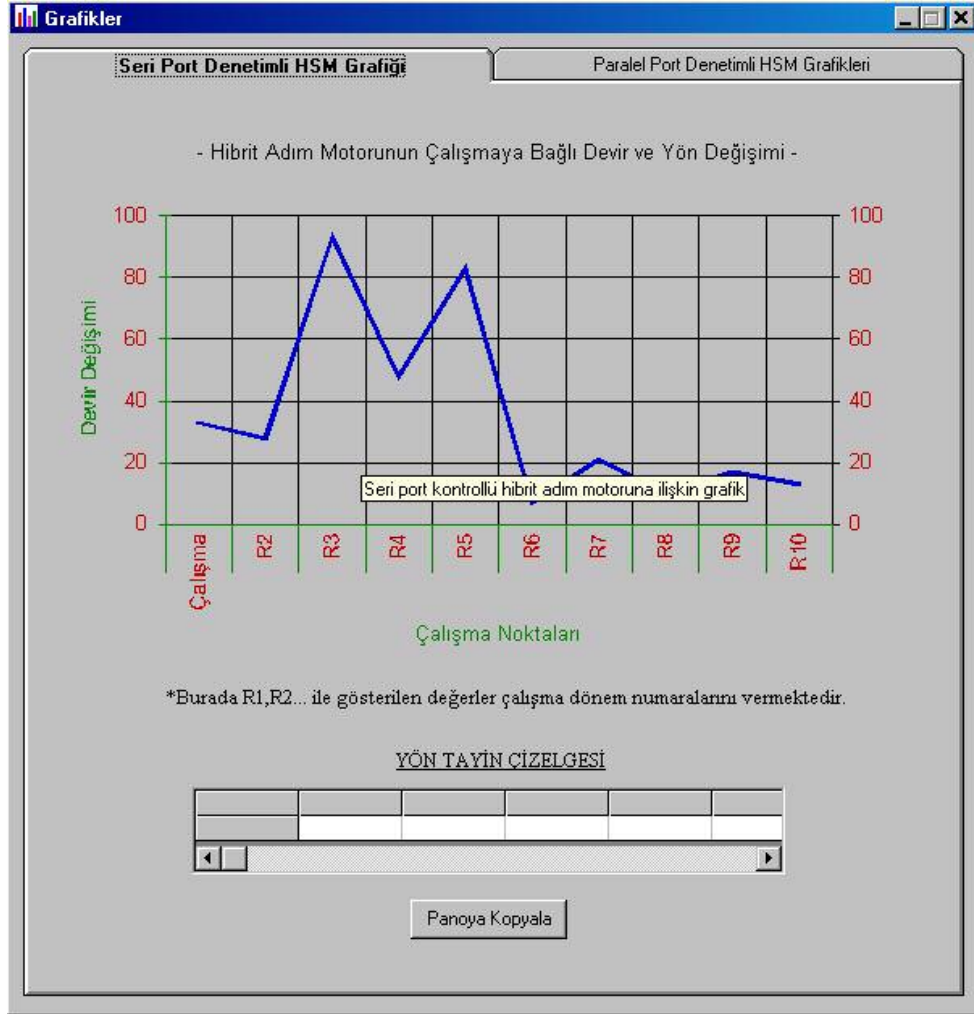 Grafikler
Seri Port Denetimli HSM Grafiği
Paralel Port Denetimli HSM Grafikleri
- Hibrit Adım Motorunun Çalışmaya Bağlı Devir ve Yön Değişimi -
100
100
80
80
60
60
40
40
20
20
0
0
Devir Değişimi
Seri port kontrollü hibrit adım motoruna ilişkin grafik
Çalışma
R2
R3
R4
R5
R6
R7
R8
R9
R10
Çalışma Noktaları
*Burada R1,R2... ile gösterilen değerler çalışma dönem numaralarını vermektedir.
YÖN TAYİN ÇİZELGESİ
Panoya Kopyala